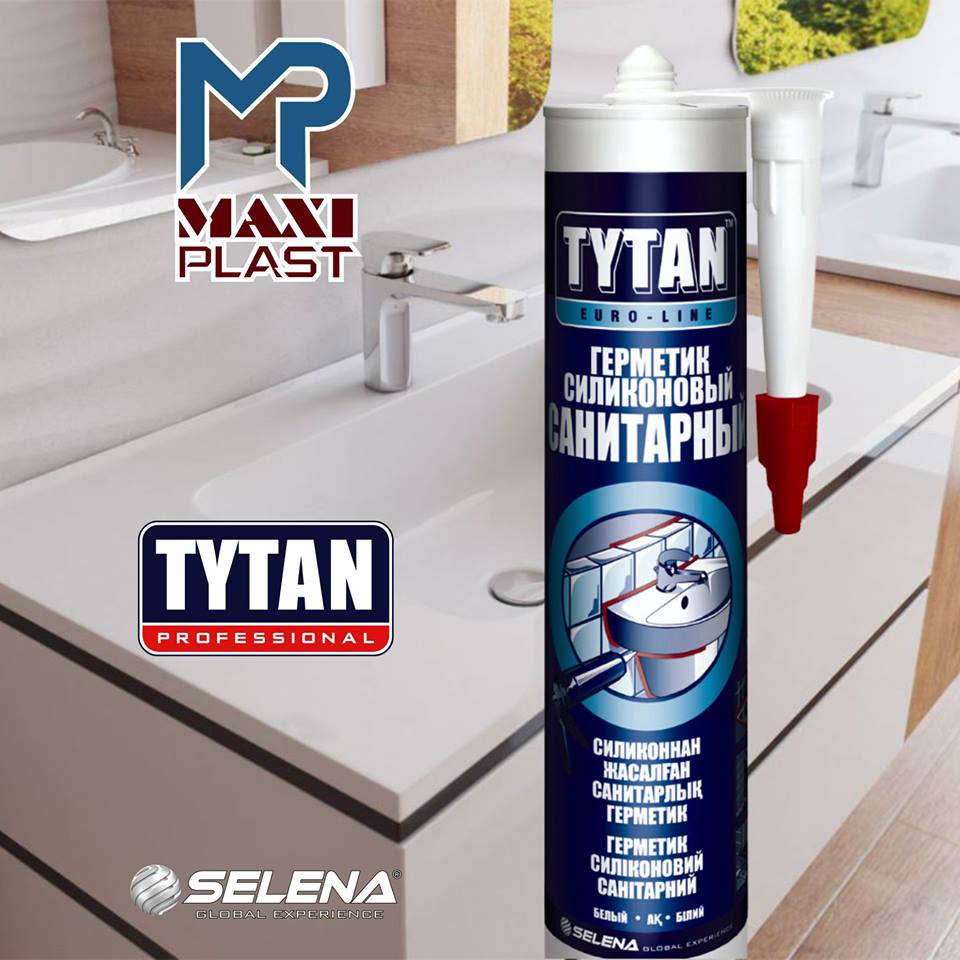 MP
MAXI
PLAST
TYTAN
PROFESSIONAL
SELENA®
GLOBAL EXPERIENCE
TYTAN™
EURO-LINE
ГЕРМЕТИК
СИЛИКОНОВЫЙ
САНИТАРНЫЙ
СИЛИКОННАН
ЖАСАЛҒАН
САНИТАРЛЫҚ
ГЕРМЕТИК
ГЕРМЕТИК
СИЛІКОНОВИЙ
САНІТАРНИЙ
БЕЛЫЙ • АҚ • БІЛИЙ
SELENA GLOBAL EXPERIENCE